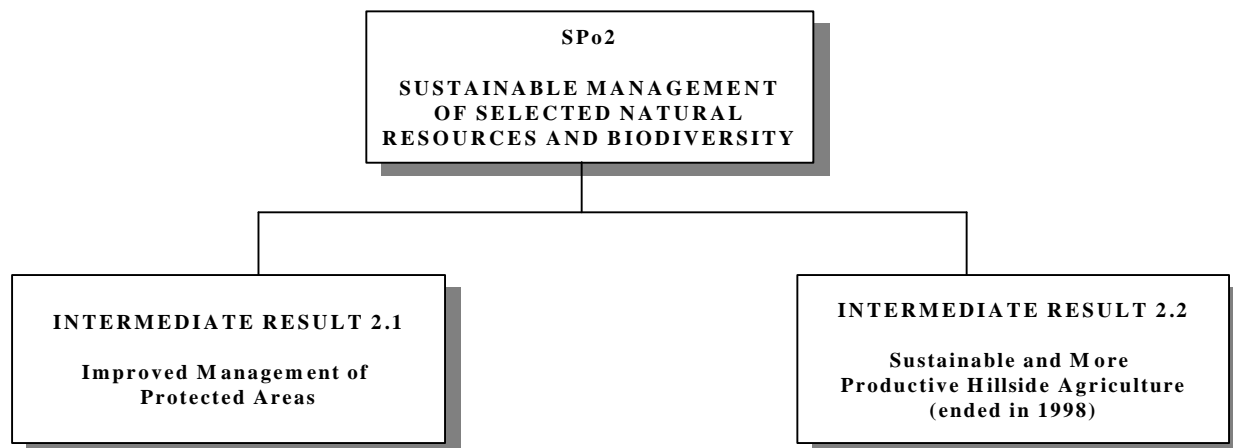 SPo2
SUSTAINABLE MANAGEMENT
OF SELECTED NATURAL
RESOURCES AND BIODIVERSITY
INTERMEDIATE RESULT 2.1
Improved Management of
Protected Areas
INTERMEDIATE RESULT 2.2
Sustainable and More
Productive Hillside Agriculture
(ended in 1998)